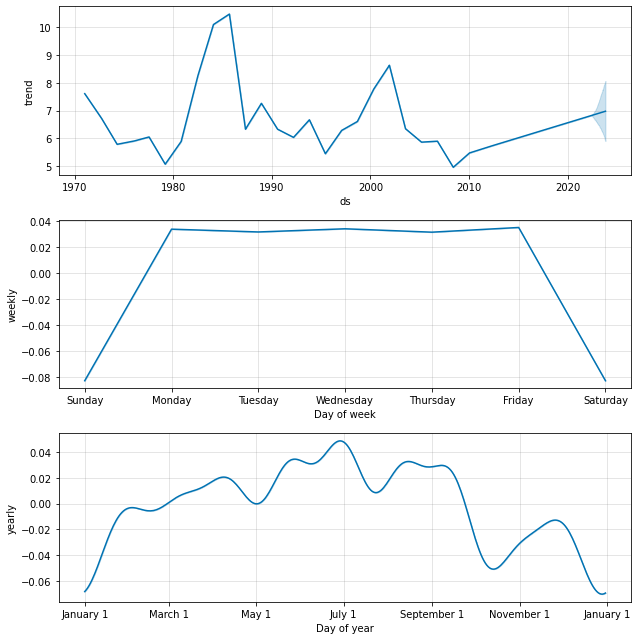 trend
10
9
8
7
6
5
1970 1980 1990 2000 2010 2020
ds
weekly
0.04
0.02
0.00
−0.02
−0.04
−0.06
−0.08
Sunday Monday Tuesday Wednesday Thursday Friday Saturday
Day of week
yearly
0.04
0.02
0.00
−0.02
−0.04
−0.06
January 1 March 1 May 1 July 1 September 1 November 1 January 1
Day of year